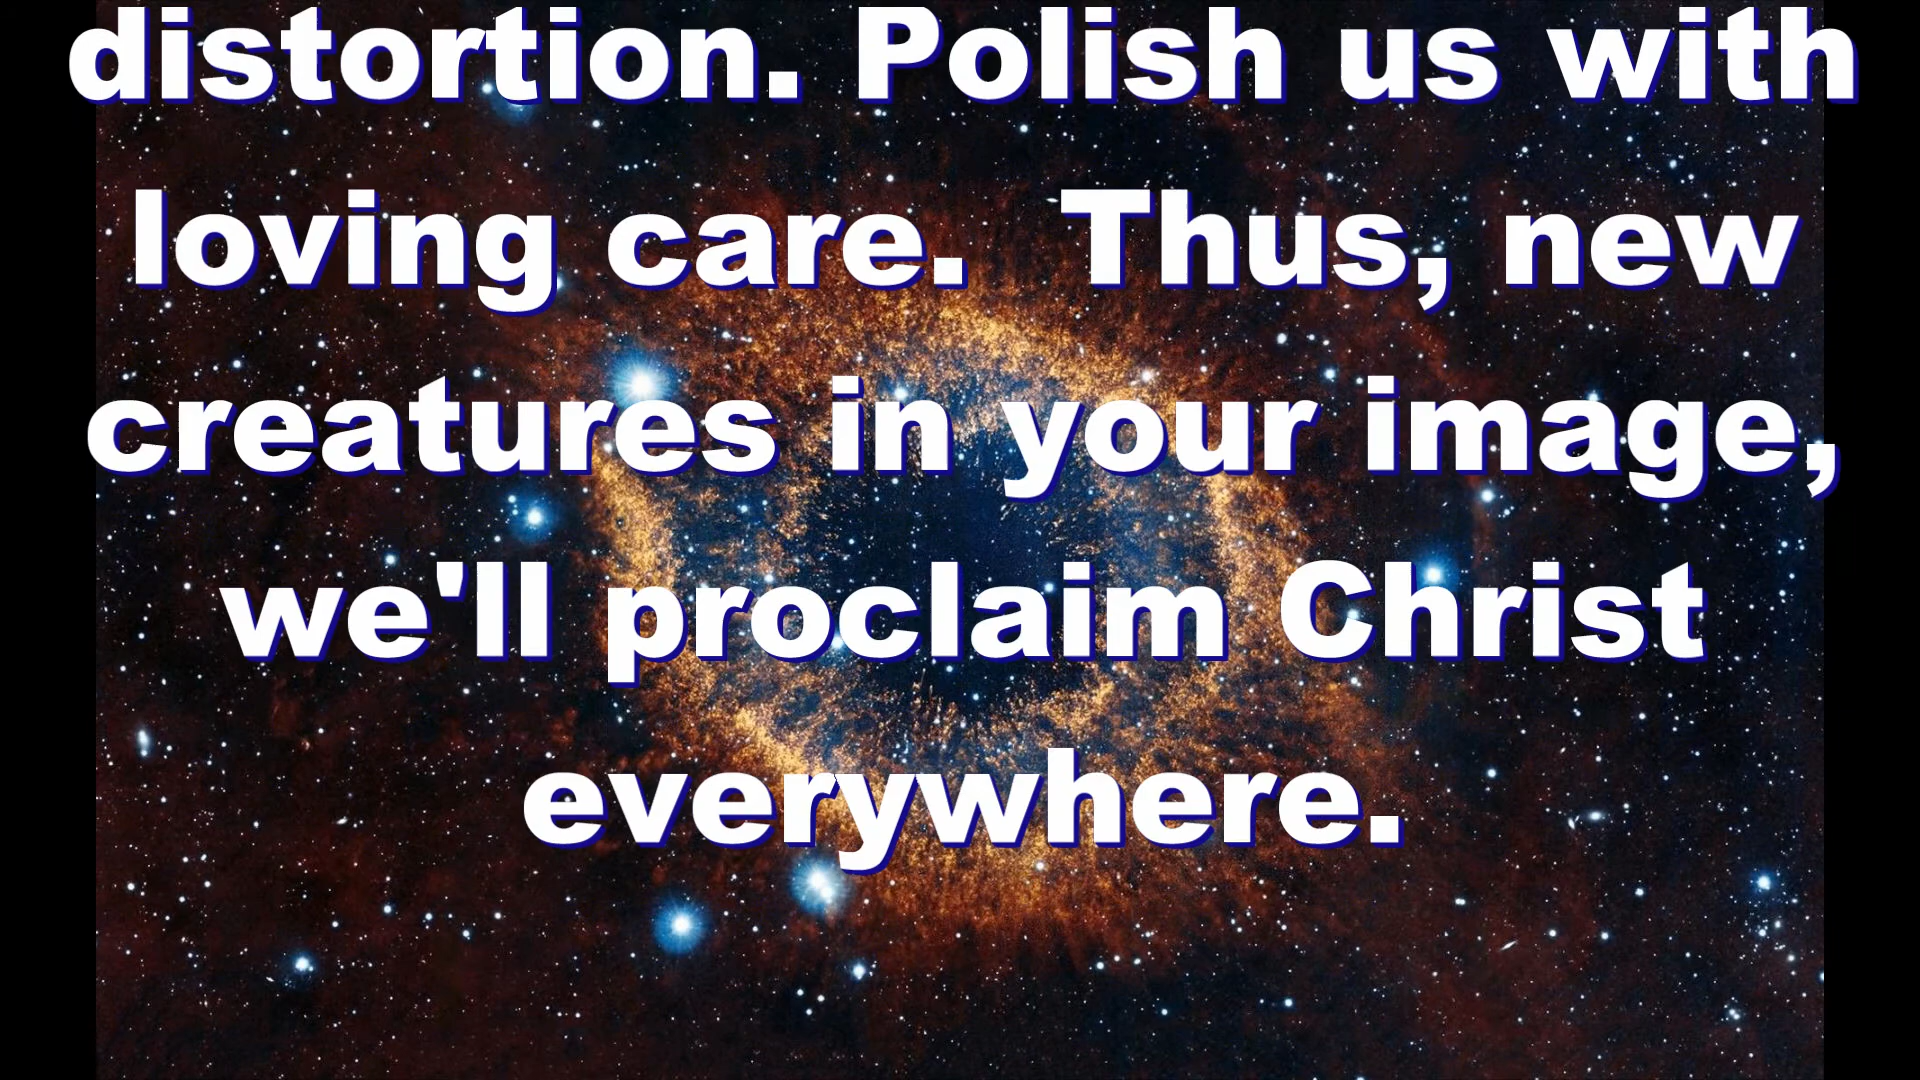 distortion. Polish us with
loving care.  Thus, new
creatures in your image,
we'll proclaim Christ
everywhere.